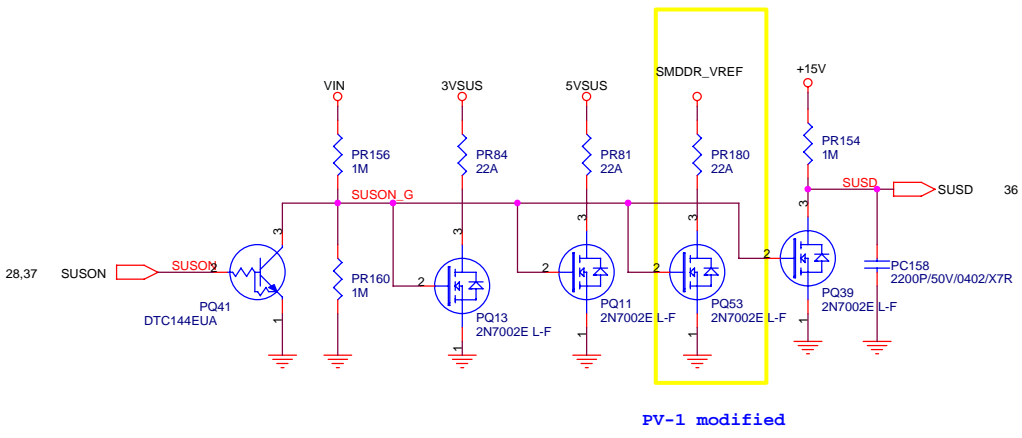 VIN
3VSUS
5VSUS
SMDDR_VREF
+15V
PR156
1M
PR84
22A
PR81
22A
PR180
22A
PR154
1M
SUSON_G
SUSD
SUSD
36
3
3
3
3
3
28,37
SUSON
SUSON
2
2
2
2
2
PR160
1M
PQ41
DTC144EUA
PQ13
2N7002E L-F
PQ11
2N7002E L-F
PQ53
2N7002E L-F
PQ39
2N7002E L-F
PC158
2200P/50V/0402/X7R
1
1
1
1
1
PV-1 modified